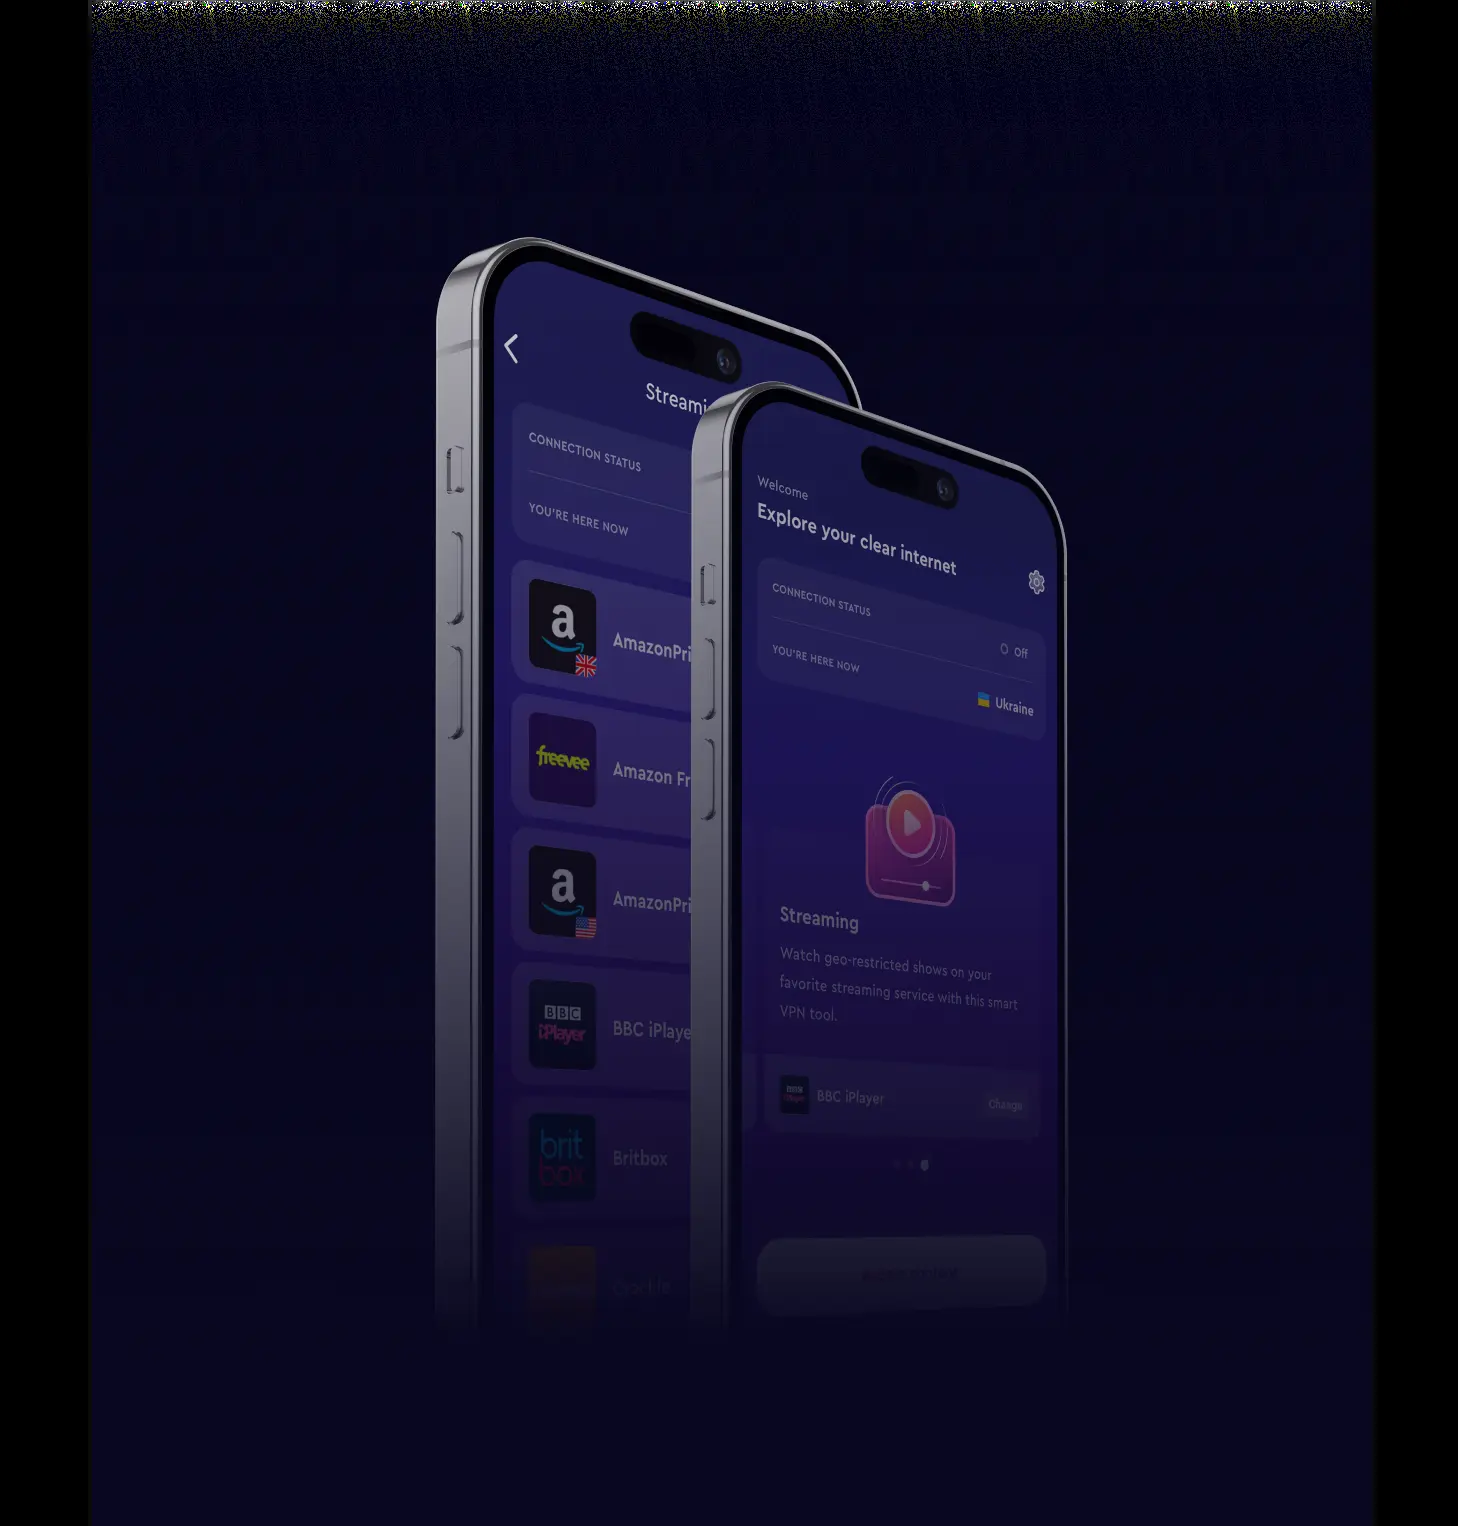 Streami
CONNECTION STATUS
YOU'RE HERE NOW
a
AmazonPri
freevee
Amazon Fr
a
AmazonPri
BBC
iPlayer
BBC iPlaye
brit
box
Britbox
Welcome
Explore your clear internet
CONNECTION STATUS
Off
YOU'RE HERE NOW
Ukraine
Streaming
Watch geo-restricted shows on your
favorite streaming service with this smart
VPN tool.
BBC
iPlayer
BBC iPlayer
Change